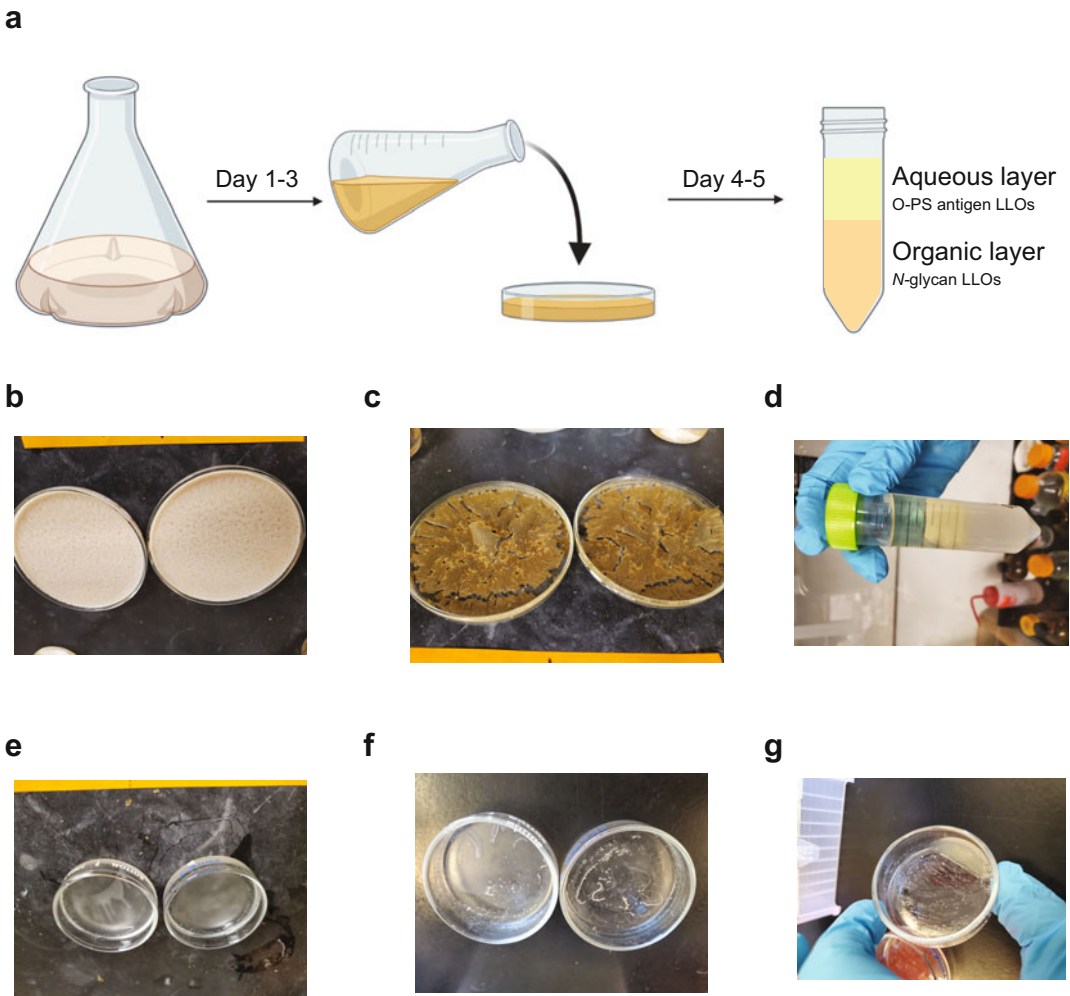 a
Day 1-3
Day 4-5
Aqueous layer
O-PS antigen LLOs
Organic layer
N-glycan LLOs
b
c
d
e
f
g